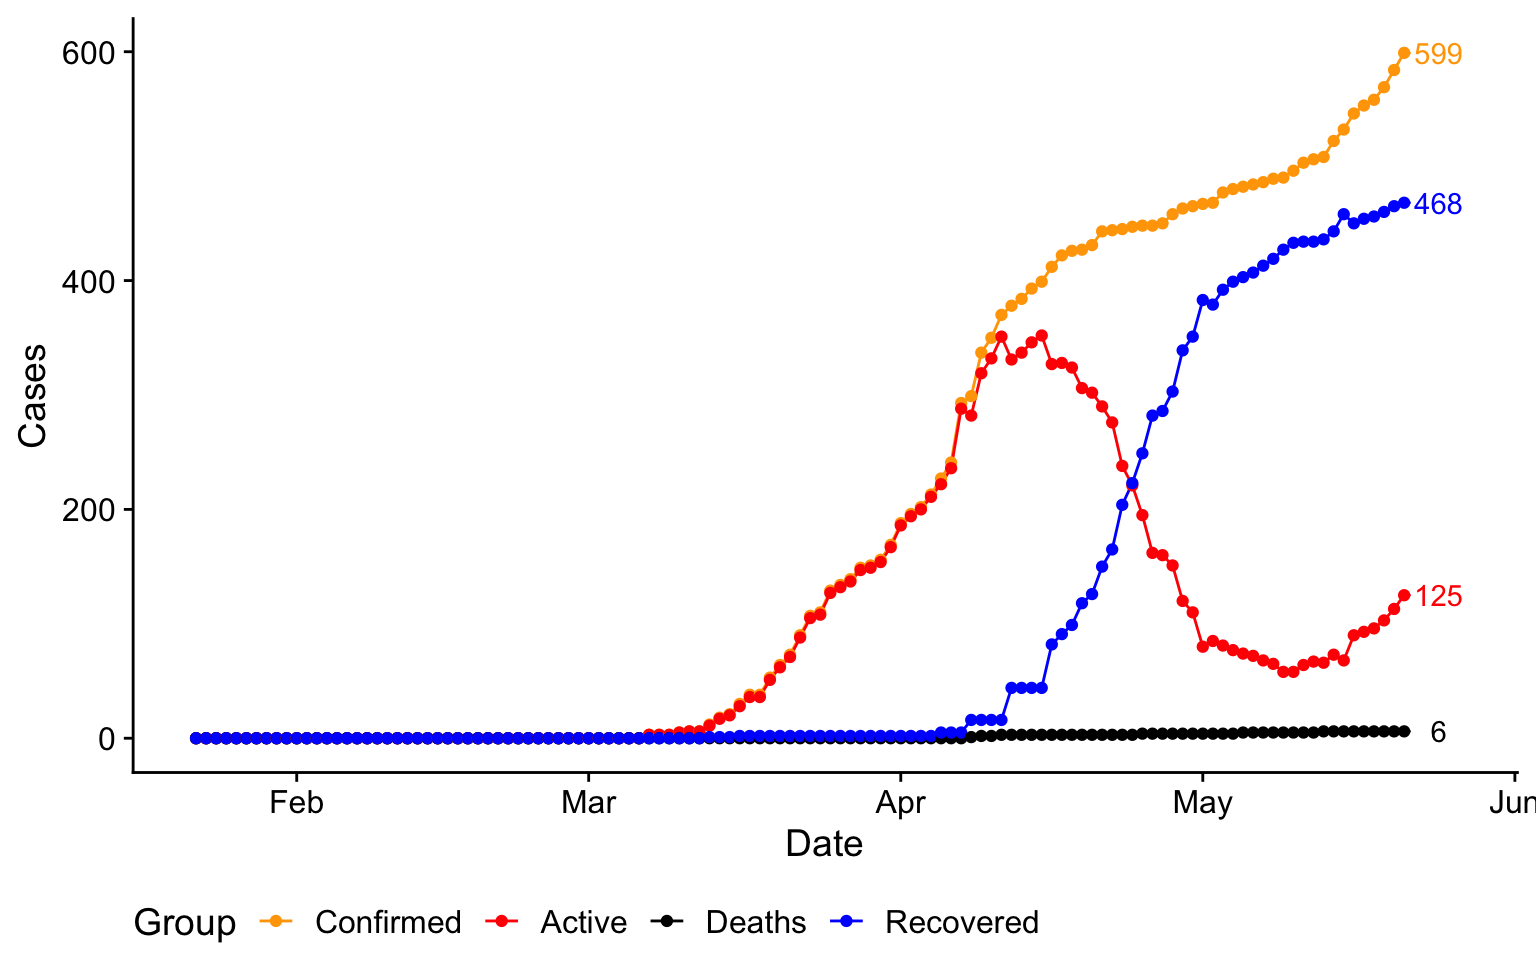 600
400
200
0
Cases
599
468
125
6
Feb Mar Apr May Jun
Date
Group Confirmed Active Deaths Recovered